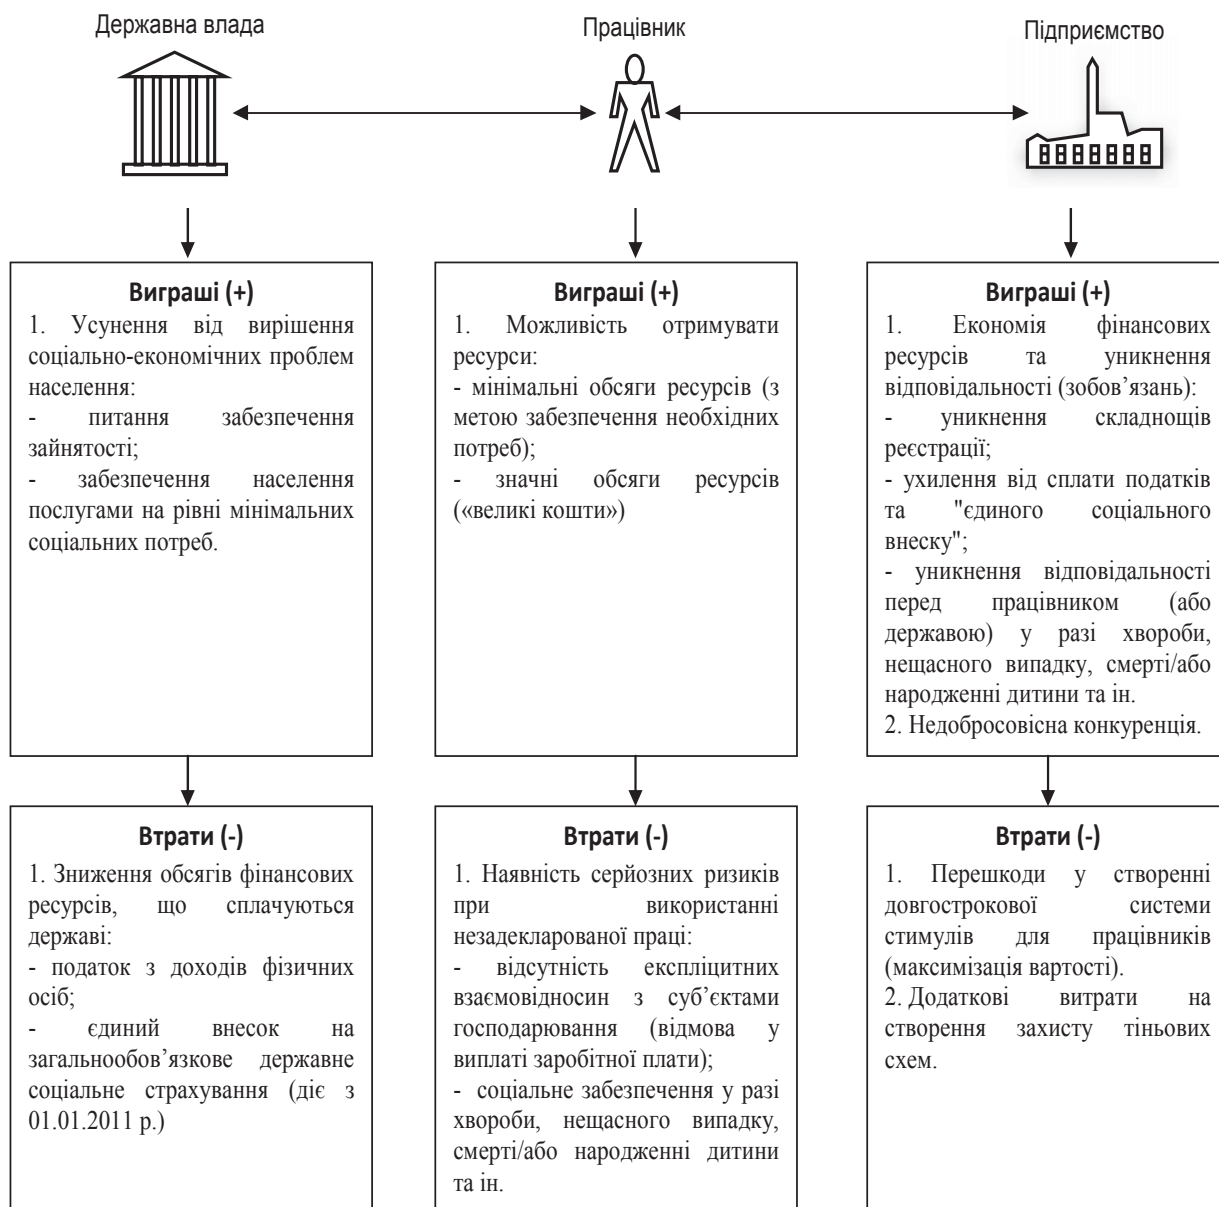 Державна влада
Працівник
Підприємство
Виграші (+)
1. Усунення від вирішення
соціально-економічних проблем
населення:
- питання забезпечення
зайнятості;
- забезпечення населення
послугами на рівні мінімальних
соціальних потреб.
Виграші (+)
1. Можливість отримувати
ресурси:
- мінімальні обсяги ресурсів (з
метою забезпечення необхідних
потреб);
- значні обсяги ресурсів
(«великі кошти»)
Виграші (+)
1. Економія фінансових
ресурсів та уникнення
відповідальності (зобов’язань):
- уникнення складнощів
реєстрації;
- ухилення від сплати податків
та "єдиного соціального
внеску";
- уникнення відповідальності
перед працівником (або
державою) у разі хвороби,
нещасного випадку, смерті/або
народженні дитини та ін.
2. Недобросовісна конкуренція.
Втрати (-)
1. Зниження обсягів фінансових
ресурсів, що сплачуються
державі:
- податок з доходів фізичних
осіб;
- єдиний внесок на
загальнообов’язкове державне
соціальне страхування (діє з
01.01.2011 р.)
Втрати (-)
1. Наявність серйозних ризиків
при використанні
незадекларованої праці:
- відсутність експліцитних
взаємовідносин з суб’єктами
господарювання (відмова у
виплаті заробітної плати);
- соціальне забезпечення у разі
хвороби, нещасного випадку,
смерті/або народженні дитини
та ін.
Втрати (-)
1. Перешкоди у створенні
довгострокової системи
стимулів для працівників
(максимізація вартості).
2. Додаткові витрати на
створення захисту тіньових
схем.